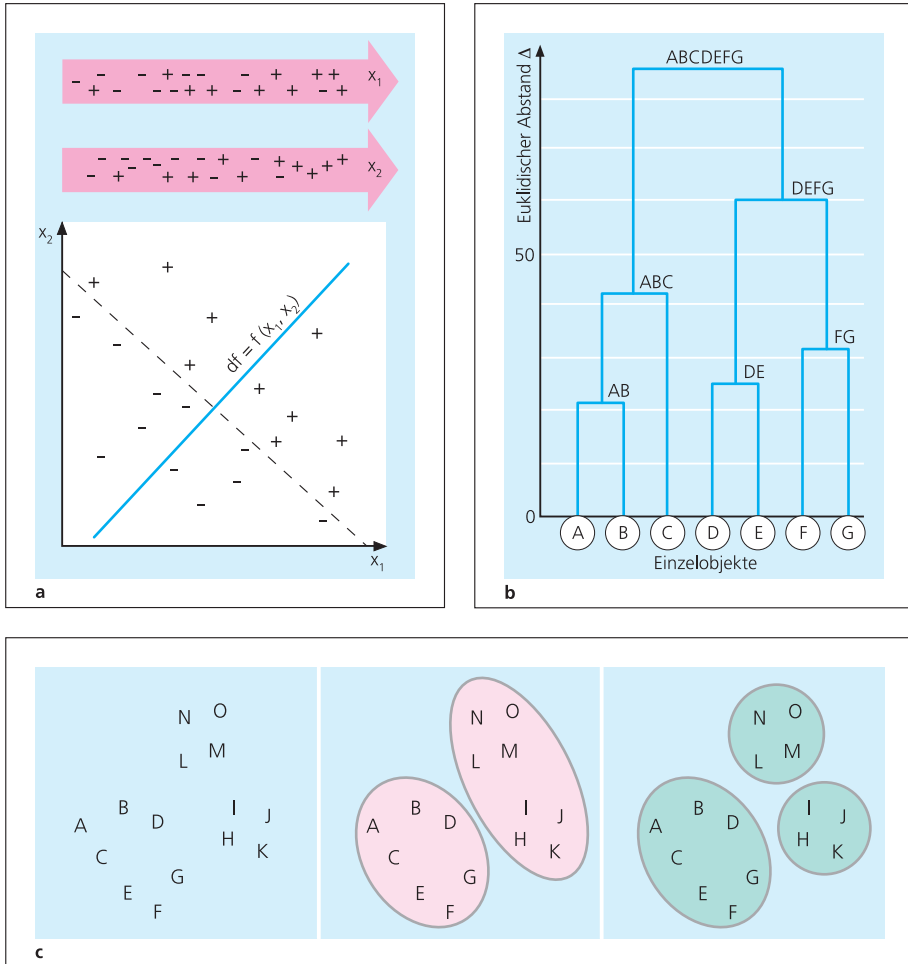 − − − + − − − + − + + x₁
− + − − − + + − + + − +
− − − − − + − + + + + x₂
− + − + + − + − + +
x₂
df = f (x₁, x₂)
x₁
a
Euklidischer Abstand Δ
ABCDEFG
DEFG
50
ABC
FG
DE
AB
0
A B C D E F G
Einzelobjekte
b
N O
L M
A B D I J
C H K
E G
F
N O
L M
A B D I J
C H K
E G
F
N O
L M
A B D I J
C H K
E G
F
c